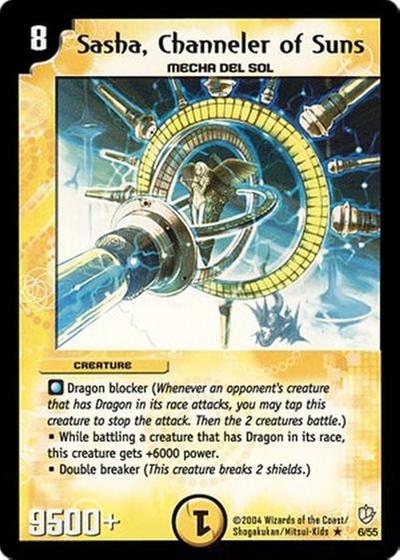 8
Sasha, Channeler of Suns
MECHA DEL SOL
CREATURE
Dragon blocker (Whenever an opponent's creature
that has Dragon in its race attacks, you may tap this
creature to stop the attack. Then the 2 creatures battle.)
▪ While battling a creature that has Dragon in its race,
this creature gets +6000 power.
▪ Double breaker (This creature breaks 2 shields.)
9500+
1
©2004 Wizards of the Coast/
Shogakukan/Mitsui-Kids ★ 6/55